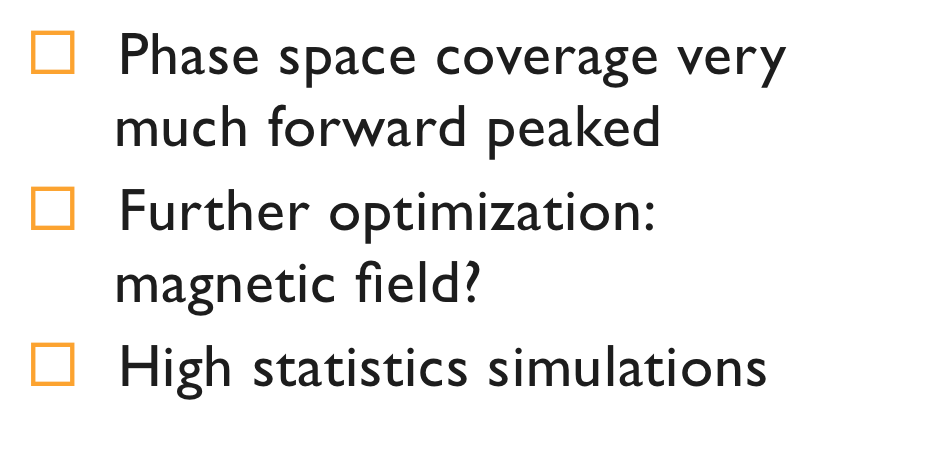 Phase space coverage very
much forward peaked
Further optimization:
magnetic field?
High statistics simulations